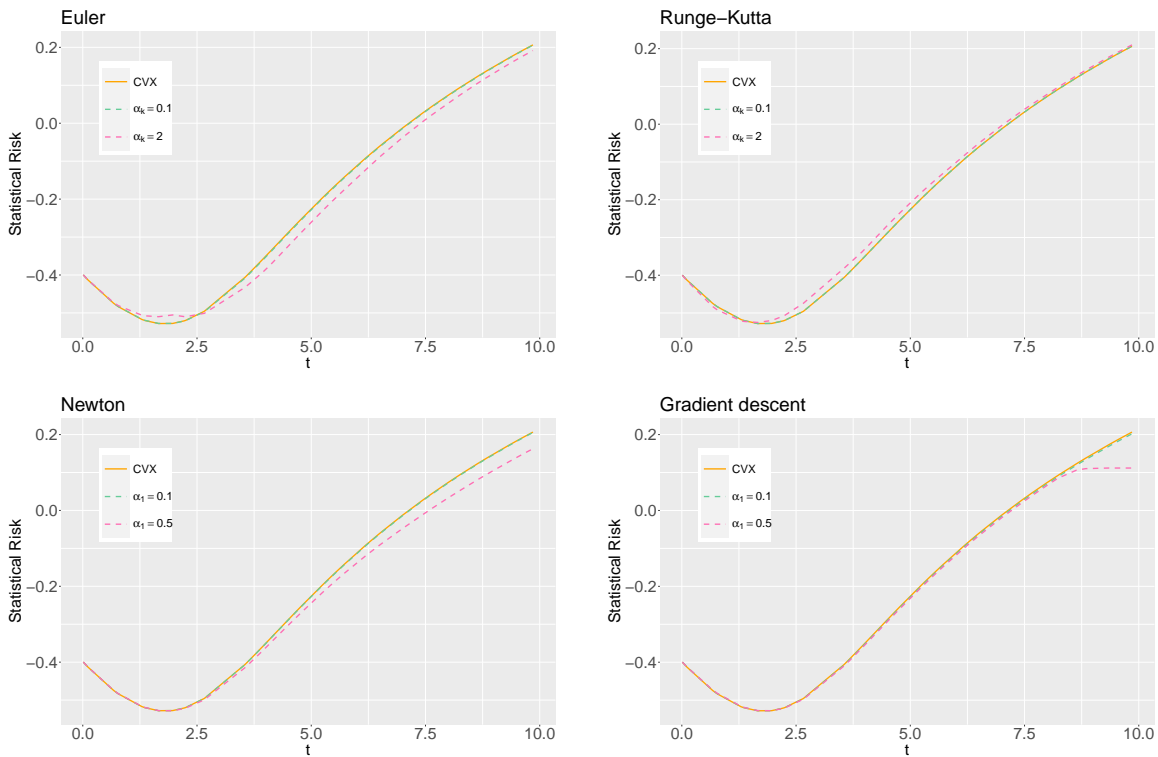 Euler
Statistical Risk
0.2
0.0
−0.2
−0.4
CVX
αk = 0.1
αk = 2
0.0 2.5 5.0 7.5 10.0
t
Runge−Kutta
Statistical Risk
0.2
0.0
−0.2
−0.4
CVX
αk = 0.1
αk = 2
0.0 2.5 5.0 7.5 10.0
t
Newton
Statistical Risk
0.2
0.0
−0.2
−0.4
CVX
α1 = 0.1
α1 = 0.5
0.0 2.5 5.0 7.5 10.0
t
Gradient descent
Statistical Risk
0.2
0.0
−0.2
−0.4
CVX
α1 = 0.1
α1 = 0.5
0.0 2.5 5.0 7.5 10.0
t